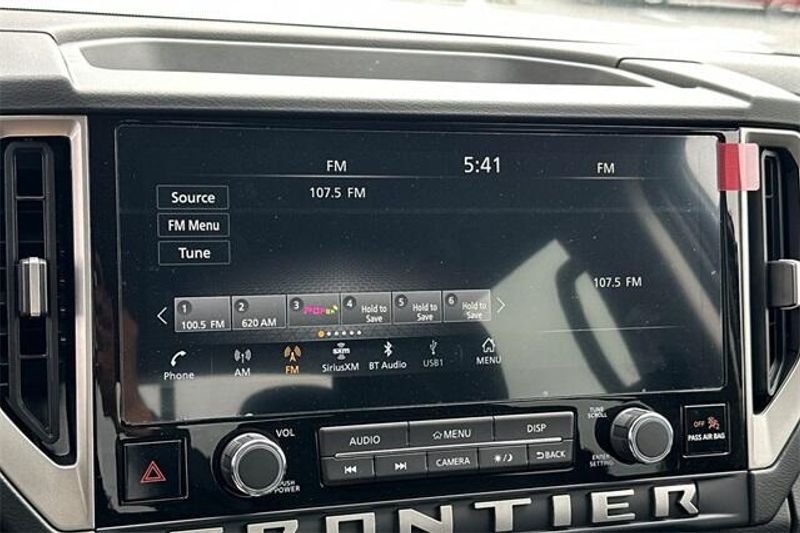 FM 5:41 FM
107.5 FM
Source
FM Menu
Tune
107.5 FM
1 2 3 4 5 6
100.5 FM 620 AM Hold to Save Hold to Save Hold to Save
Phone AM FM SiriusXM BT Audio USB1 MENU
VOL
PUSH POWER
AUDIO MENU DISP
CAMERA BACK
TUNE SCROLL
ENTER SETTING
OFF
PASS AIR BAG
FRONTIER